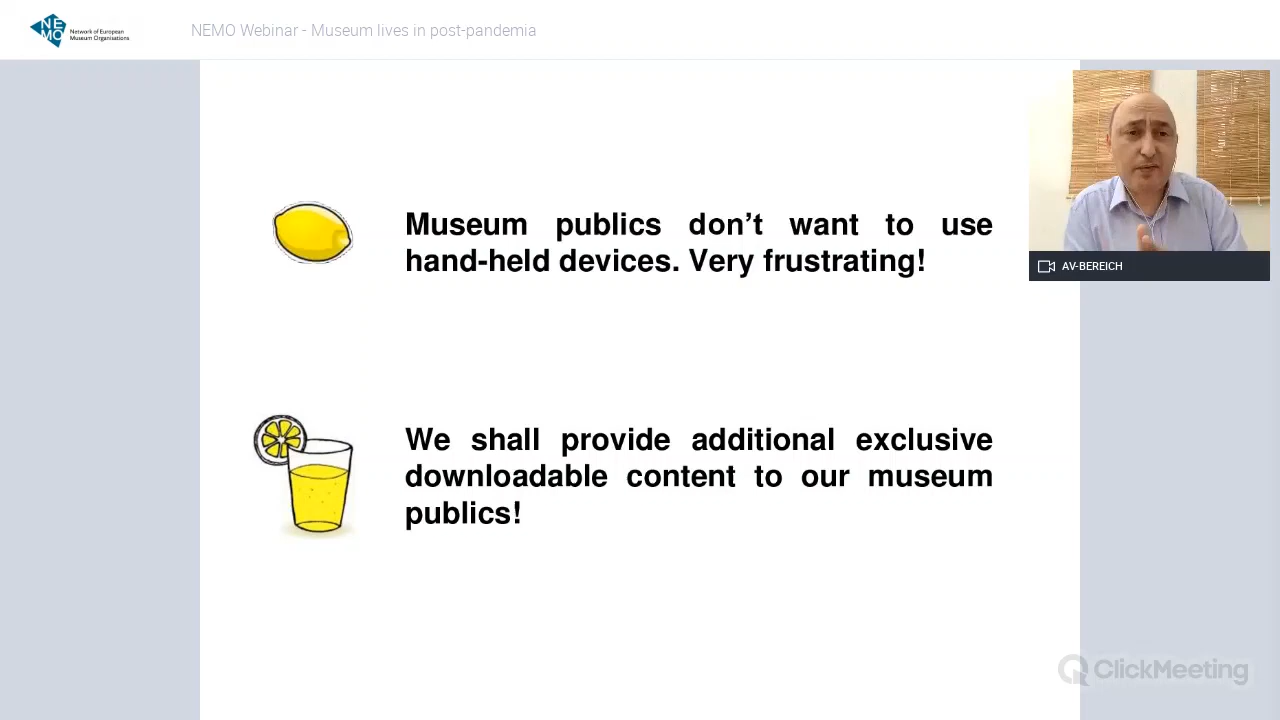 NE
MO
Network of European
Museum Organisations
NEMO Webinar - Museum lives in post-pandemia
Museum publics don’t want to use
hand-held devices. Very frustrating!
AV-BEREICH
We shall provide additional exclusive
downloadable content to our museum
publics!
ClickMeeting